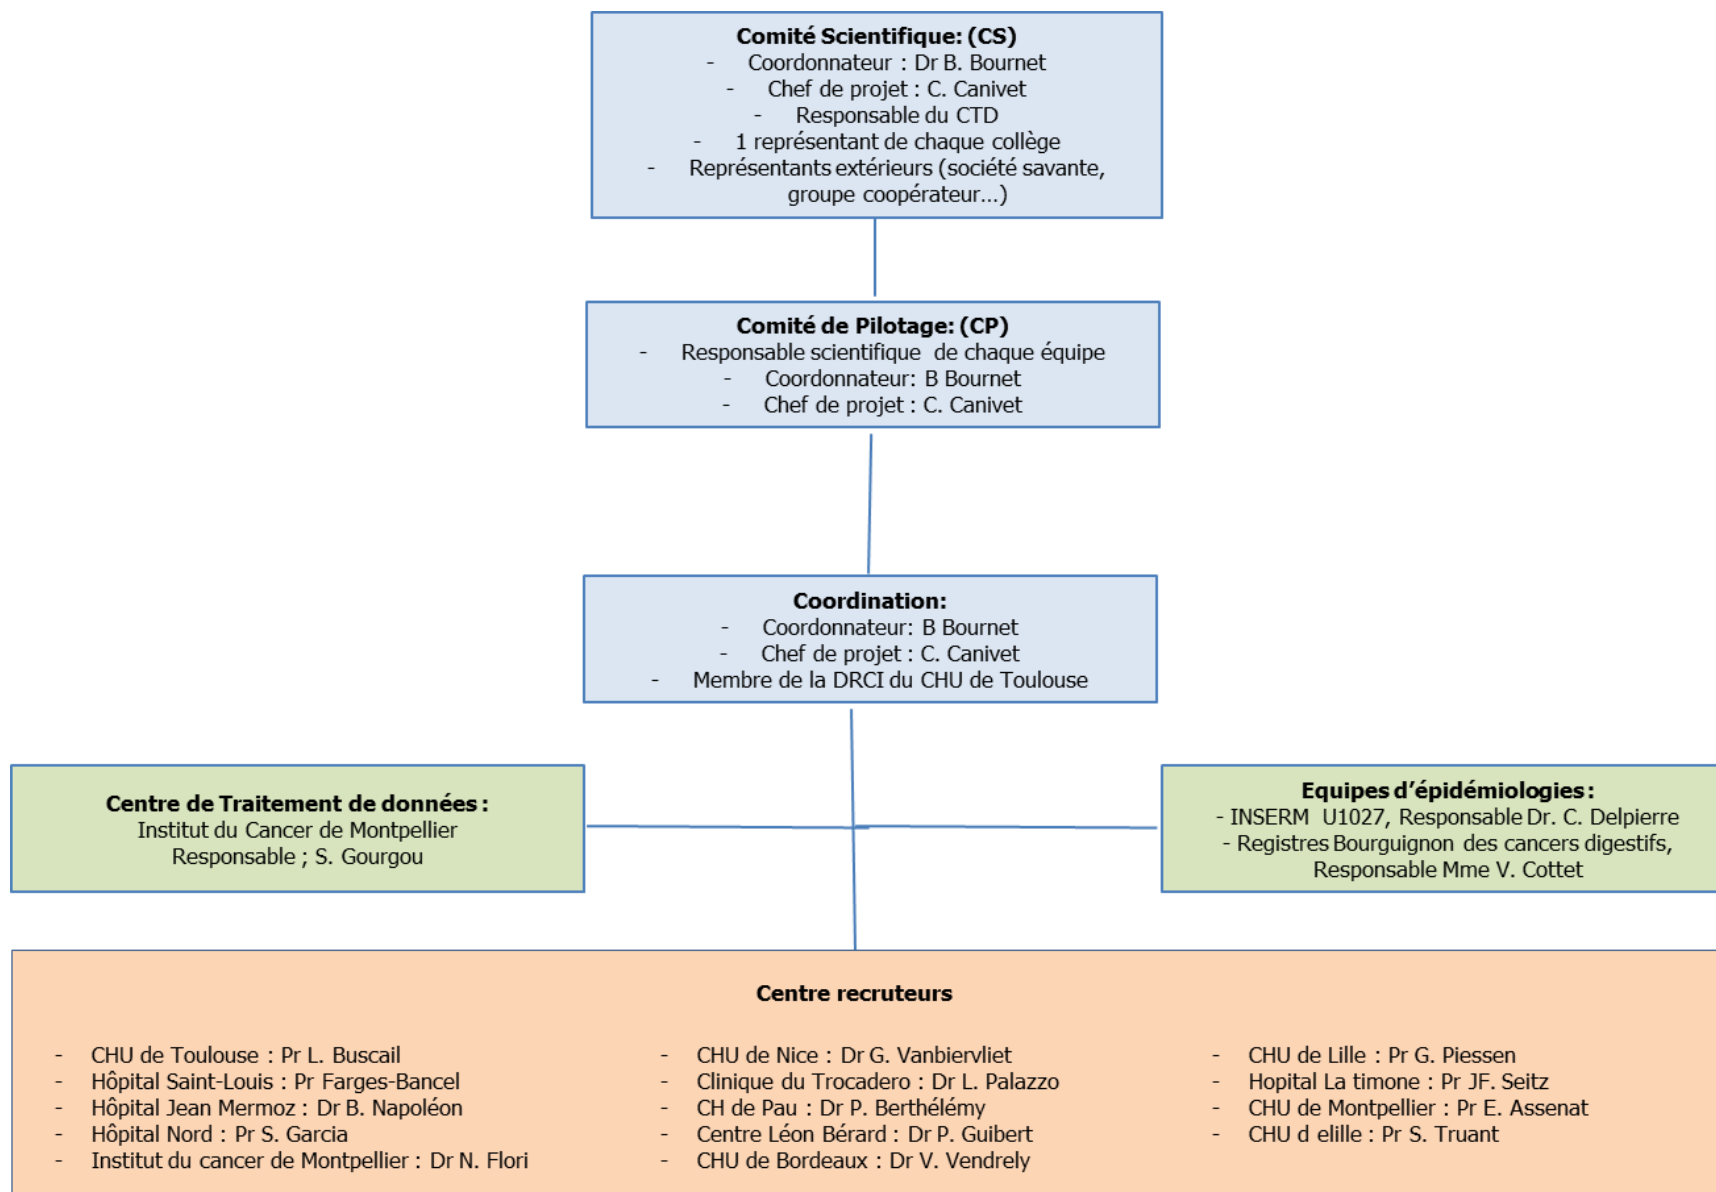 Comité Scientifique: (CS)
- Coordonnateur : Dr B. Bournet
- Chef de projet : C. Canivet
- Responsable du CTD
- 1 représentant de chaque collège
- Représentants extérieurs (société savante,
groupe coopérateur...)
Comité de Pilotage: (CP)
- Responsable scientifique de chaque équipe
- Coordonnateur: B Bournet
- Chef de projet : C. Canivet
Coordination:
- Coordonnateur: B Bournet
- Chef de projet : C. Canivet
- Membre de la DRCI du CHU de Toulouse
Centre de Traitement de données :
Institut du Cancer de Montpellier
Responsable ; S. Gourgou
Equipes d'épidémiologies :
- INSERM U1027, Responsable Dr. C. Delpierre
- Registres Bourguignon des cancers digestifs,
Responsable Mme V. Cottet
Centre recruteurs
- CHU de Toulouse : Pr L. Buscail
- Hôpital Saint-Louis : Pr Farges-Bancel
- Hôpital Jean Mermoz : Dr B. Napoléon
- Hôpital Nord : Pr S. Garcia
- Institut du cancer de Montpellier : Dr N. Flori
- CHU de Nice : Dr G. Vanbiervliet
- Clinique du Trocadero : Dr L. Palazzo
- CH de Pau : Dr P. Berthélémy
- Centre Léon Bérard : Dr P. Guibert
- CHU de Bordeaux : Dr V. Vendrely
- CHU de Lille : Pr G. Piessen
- Hopital La timone : Pr JF. Seitz
- CHU de Montpellier : Pr E. Assenat
- CHU d elille : Pr S. Truant